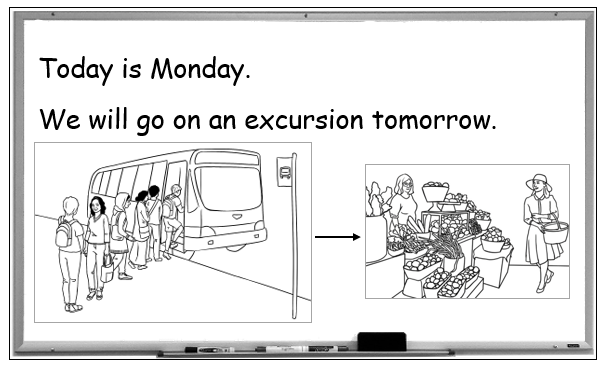 Today is Monday.
We will go on an excursion tomorrow.